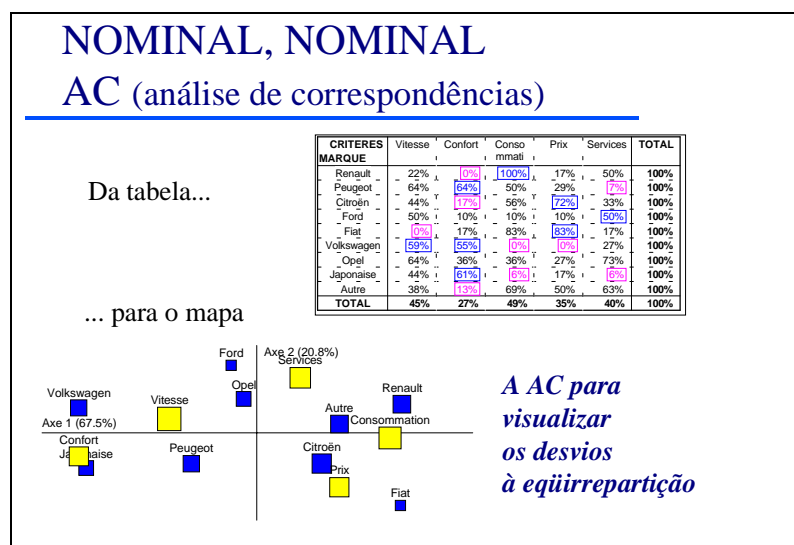 NOMINAL, NOMINAL
AC (análise de correspondências)
Da tabela...
CRITERES Vitesse Confort Conso Prix Services TOTAL
MARQUE mmati
Renault 22% 0% 100% 17% 50% 100%
Peugeot 64% 64% 50% 29% 7% 100%
Citroën 44% 17% 56% 72% 33% 100%
Ford 50% 10% 10% 10% 50% 100%
Fiat 0% 17% 83% 83% 17% 100%
Volkswagen 59% 55% 0% 0% 27% 100%
Opel 64% 36% 36% 27% 73% 100%
Japonaise 44% 61% 6% 17% 6% 100%
Autre 38% 13% 69% 50% 63% 100%
TOTAL 45% 27% 49% 35% 40% 100%
... para o mapa
Ford Axe 2 (20.8%)
Services
Opel
Volkswagen Renault
Vitesse
Autre
Axe 1 (67.5%) Consommation
Confort
Peugeot Citroën
Prix
Fiat
A AC para
visualizar
os desvios
à eqüirrepartição